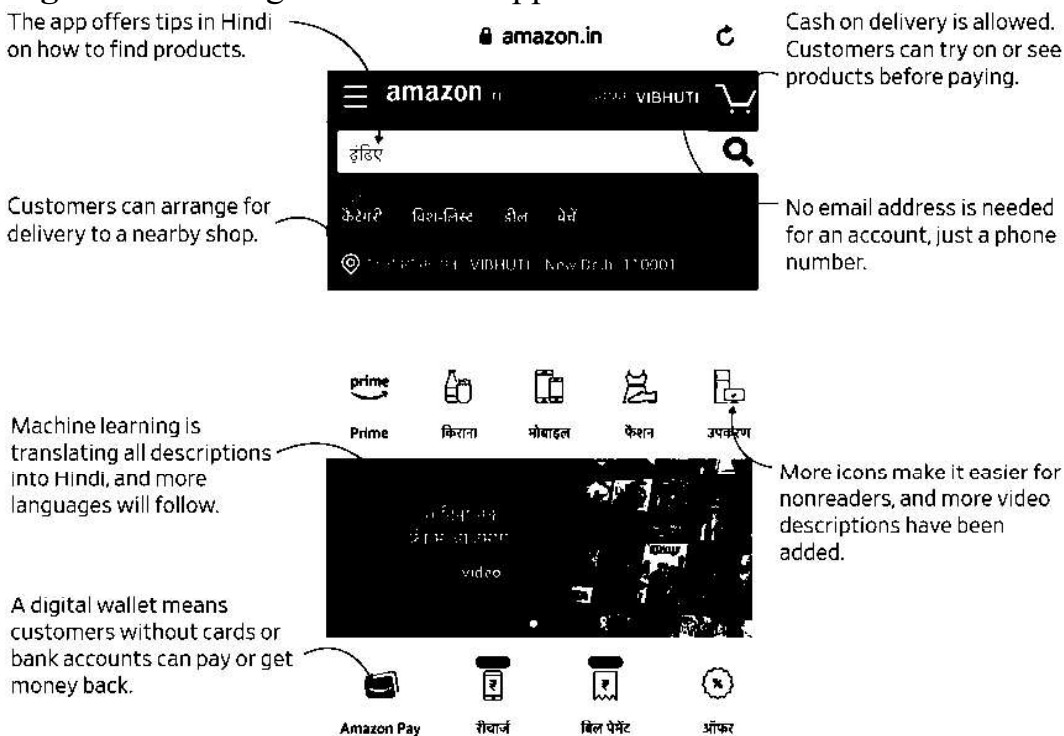 The app offers tips in Hindi
on how to find products.
amazon.in
Cash on delivery is allowed.
Customers can try on or see
products before paying.
amazon
VIBHUTI
ढूंढिए
Customers can arrange for
delivery to a nearby shop.
कैटेगरी विश-लिस्ट डील बेचें
VIBHUTI New Delh 110001
No email address is needed
for an account, just a phone
number.
prime
Prime किराना मोबाइल फैशन उपकरण
Machine learning is
translating all descriptions
into Hindi, and more
languages will follow.
video
More icons make it easier for
nonreaders, and more video
descriptions have been
added.
A digital wallet means
customers without cards or
bank accounts can pay or get
money back.
Amazon Pay रीचार्ज बिल पेमेंट ऑफर